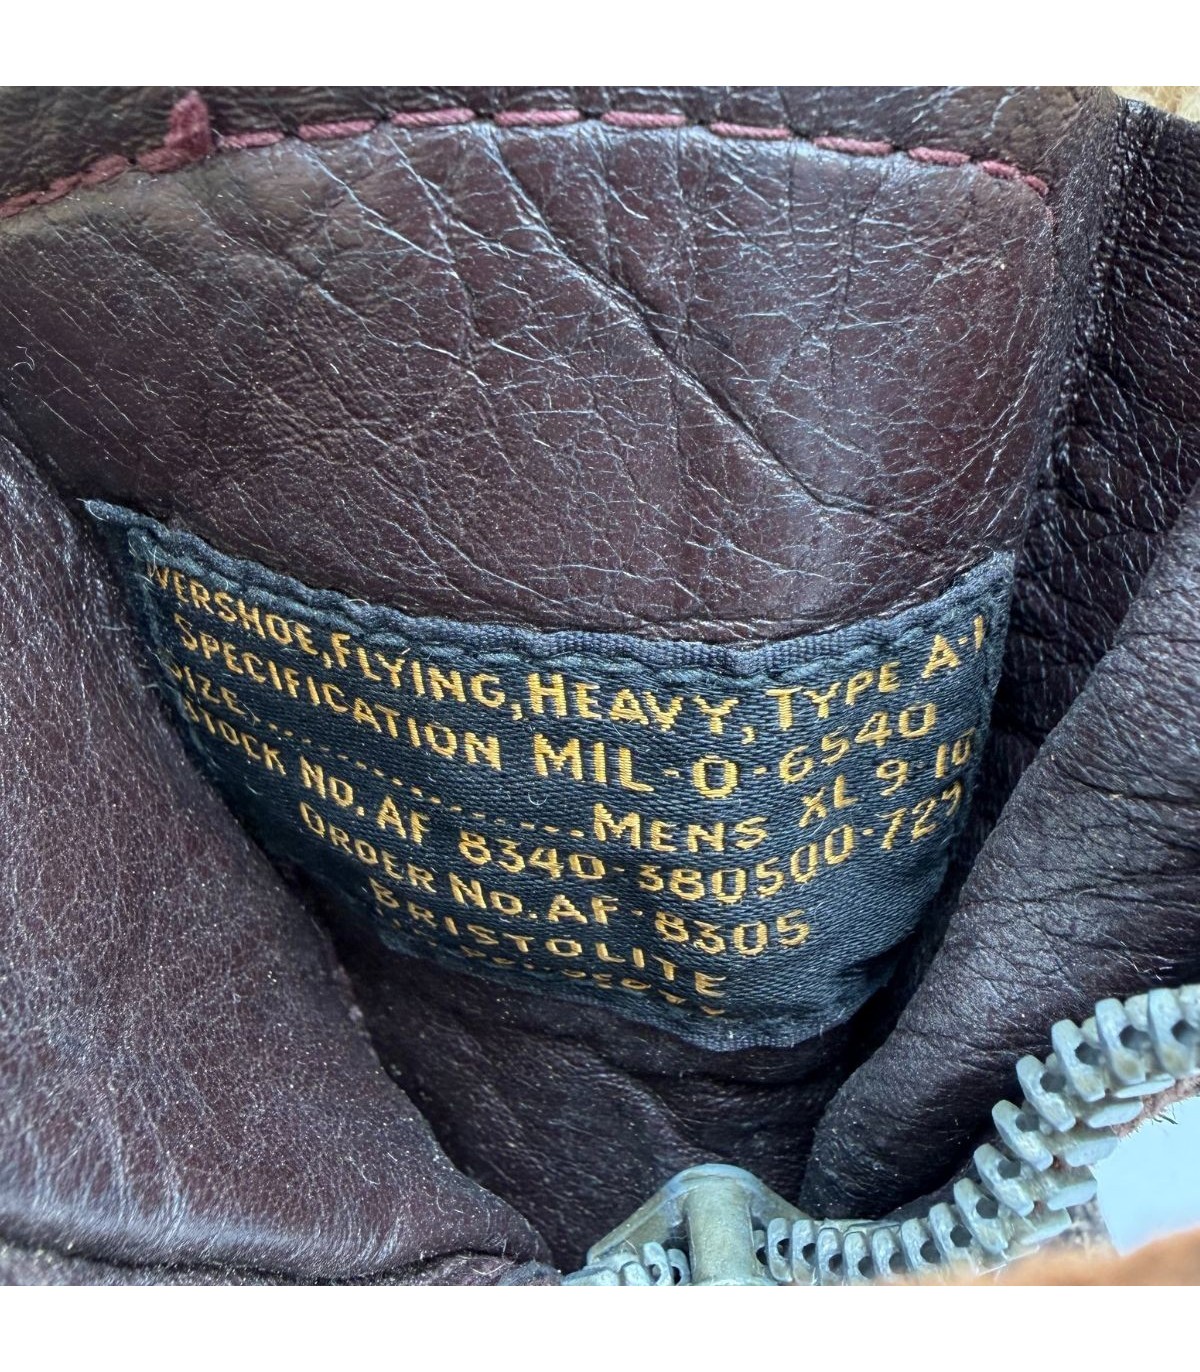 OVERSHOE, FLYING, HEAVY, TYPE A-1
SPECIFICATION MIL-O-6540
SIZE..................MENS XL 9-10
STOCK NO. AF 8340-380500-727
ORDER NO. AF-8305
BRISTOLITE